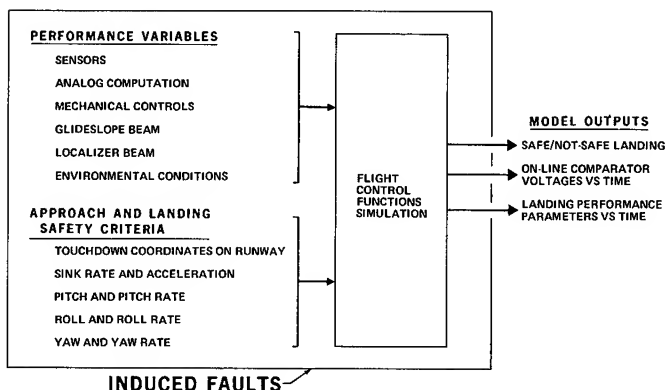 PERFORMANCE VARIABLES
SENSORS
ANALOG COMPUTATION
MECHANICAL CONTROLS
GLIDESLOPE BEAM
LOCALIZER BEAM
ENVIRONMENTAL CONDITIONS
APPROACH AND LANDING
SAFETY CRITERIA
TOUCHDOWN COORDINATES ON RUNWAY
SINK RATE AND ACCELERATION
PITCH AND PITCH RATE
ROLL AND ROLL RATE
YAW AND YAW RATE
FLIGHT
CONTROL
FUNCTIONS
SIMULATION
MODEL OUTPUTS
SAFE/NOT-SAFE LANDING
ON-LINE COMPARATOR
VOLTAGES VS TIME
LANDING PERFORMANCE
PARAMETERS VS TIME
INDUCED FAULTS